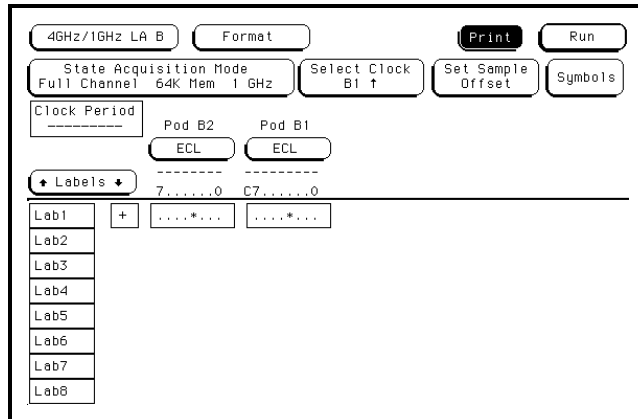 4GHz/1GHz LA B Format Print Run
State Acquisition Mode
Full Channel 64K Mem 1 GHz
Select Clock
B1 ↑
Set Sample
Offset
Symbols
Clock Period
---------
Pod B2 Pod B1
ECL ECL
-------- ---------
↑ Labels ↓ 7......0 C7......0
Lab1 + ....*... ....*...
Lab2
Lab3
Lab4
Lab5
Lab6
Lab7
Lab8